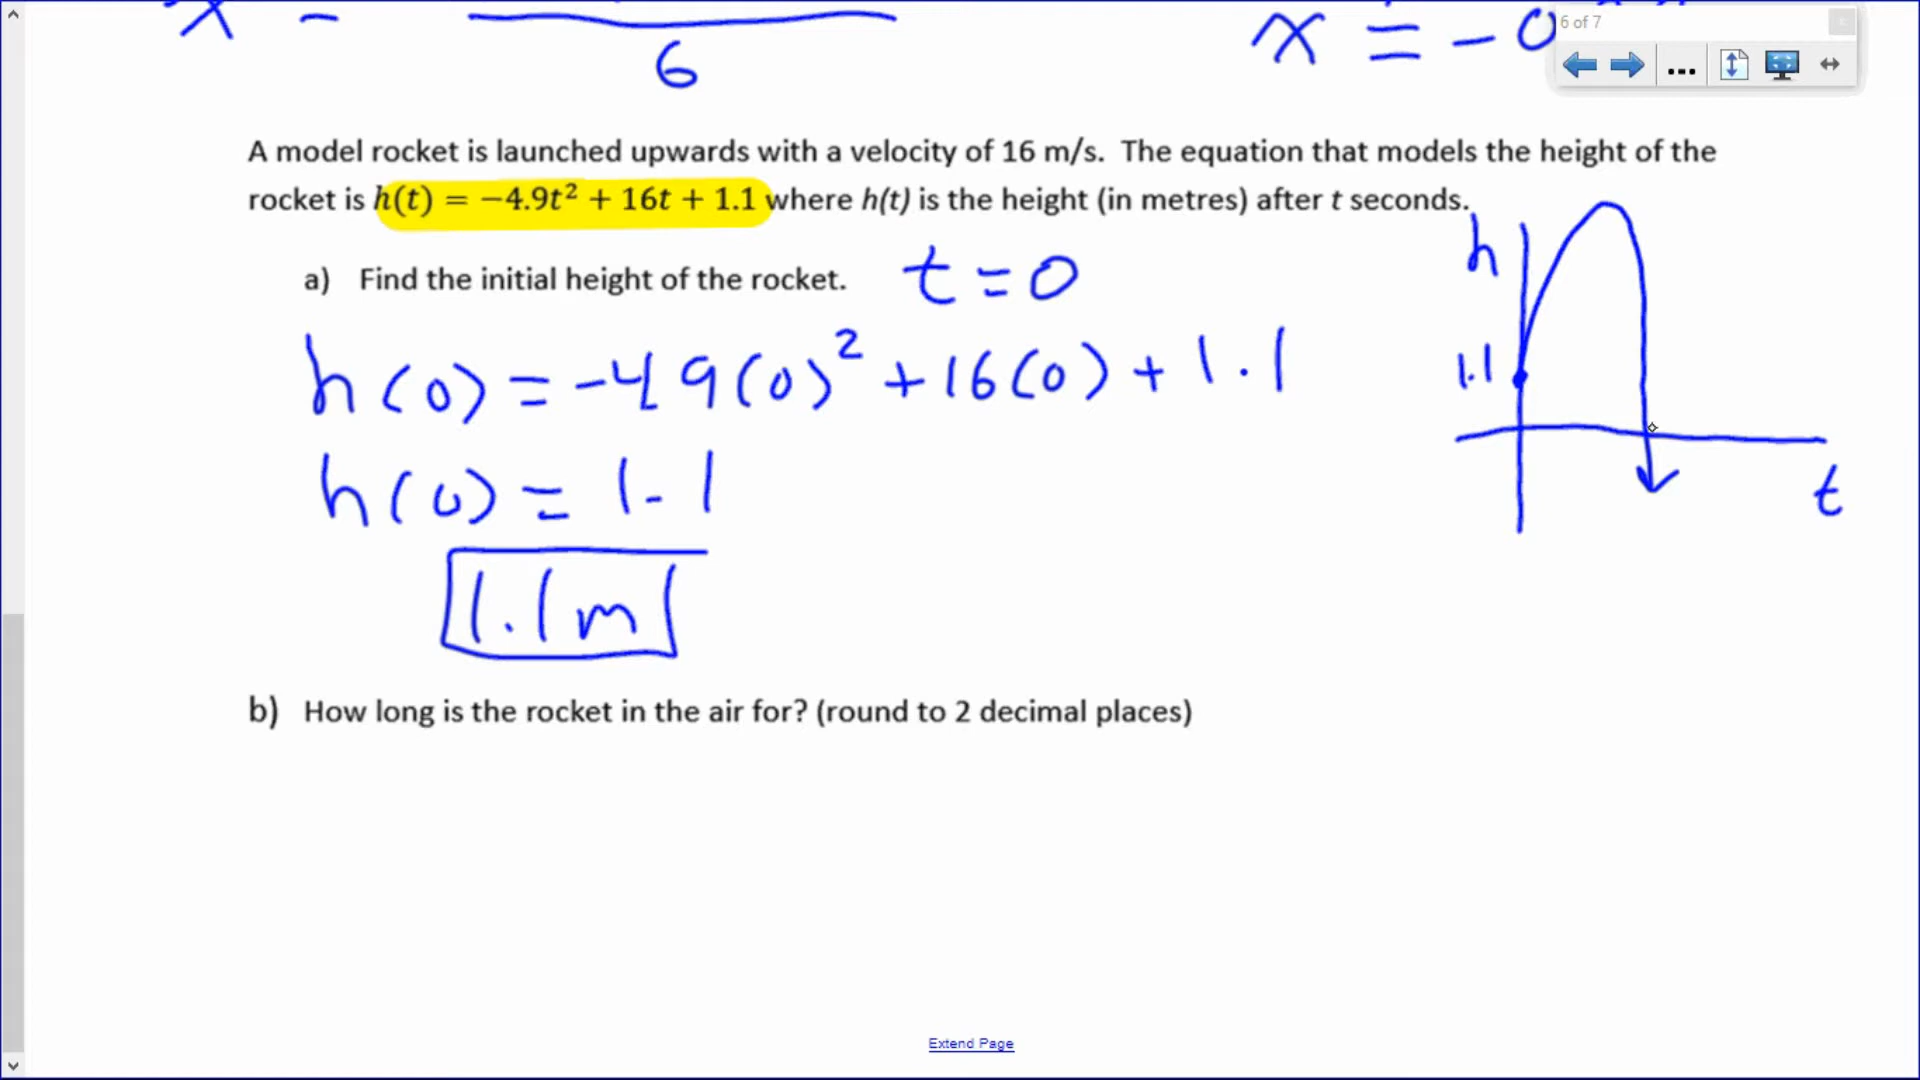 x =
6
x = -0
6 of 7
A model rocket is launched upwards with a velocity of 16 m/s. The equation that models the height of the
rocket is h(t) = −4.9t² + 16t + 1.1 where h(t) is the height (in metres) after t seconds.
a) Find the initial height of the rocket. t = 0
h(0) = -49(0)² + 16(0) + 1.1
h(0) = 1.1
1.1m
h
1.1
t
b) How long is the rocket in the air for? (round to 2 decimal places)
Extend Page